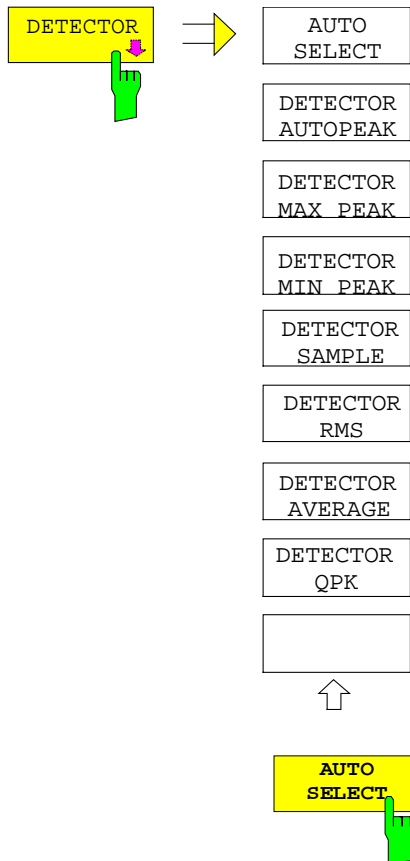 DETECTOR
AUTO
SELECT
DETECTOR
AUTOPEAK
DETECTOR
MAX PEAK
DETECTOR
MIN PEAK
DETECTOR
SAMPLE
DETECTOR
RMS
DETECTOR
AVERAGE
DETECTOR
QPK
AUTO
SELECT